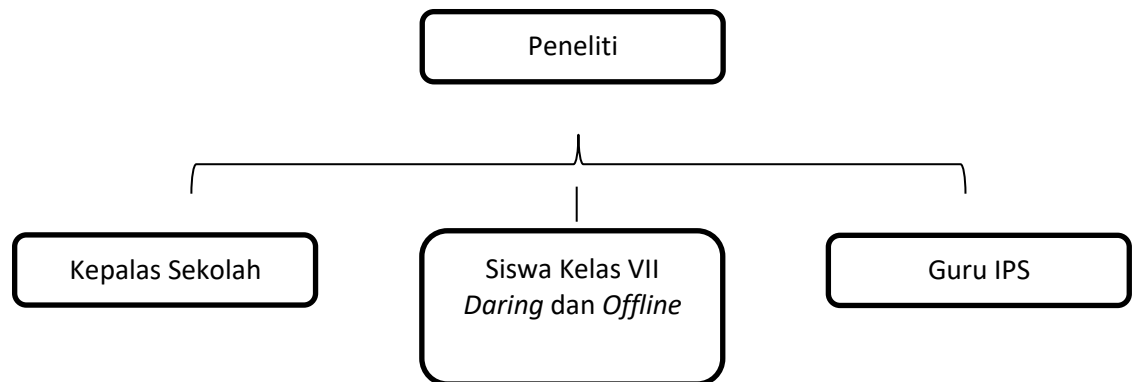 Peneliti
Kepalas Sekolah
Siswa Kelas VII
Daring dan Offline
Guru IPS